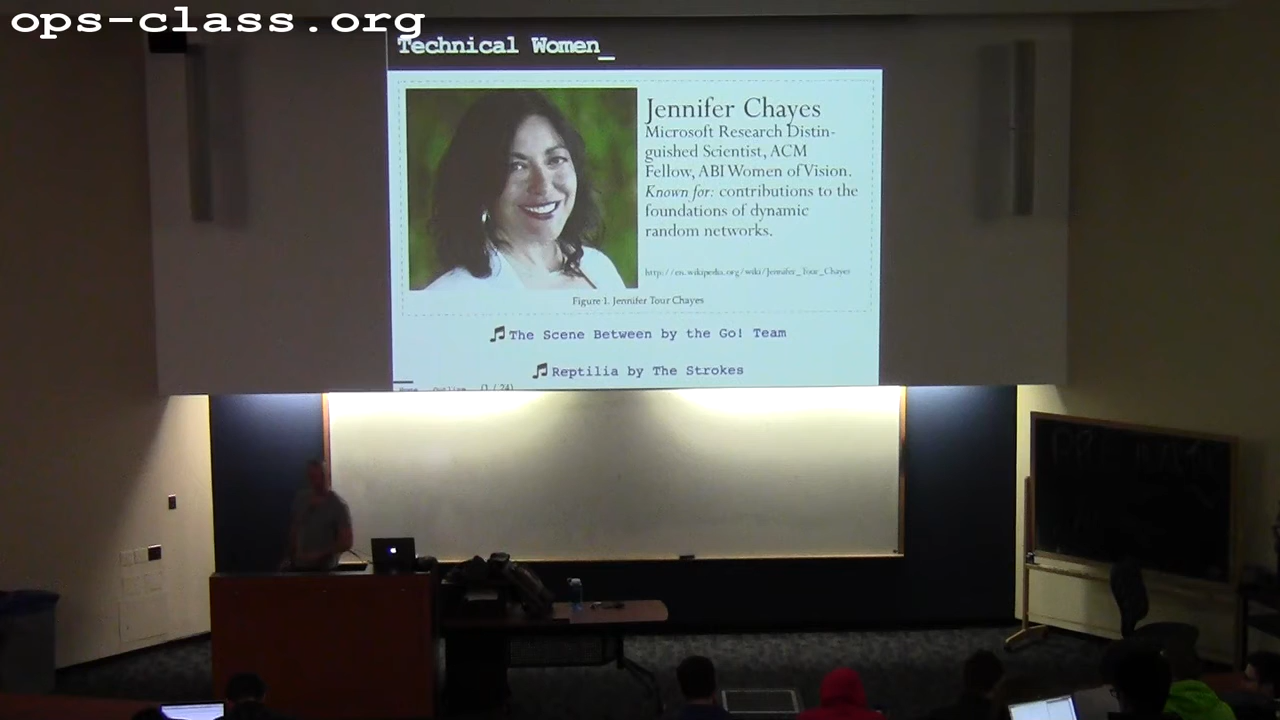 ops-class.org
Technical Women_
Jennifer Chayes
Microsoft Research Distin-
guished Scientist, ACM
Fellow, ABI Women of Vision.
Known for: contributions to the
foundations of dynamic
random networks.
http://en.wikipedia.org/wiki/Jennifer_Tour_Chayes
Figure 1. Jennifer Tour Chayes
The Scene Between by the Go! Team
Reptilia by The Strokes
(1 / 24)